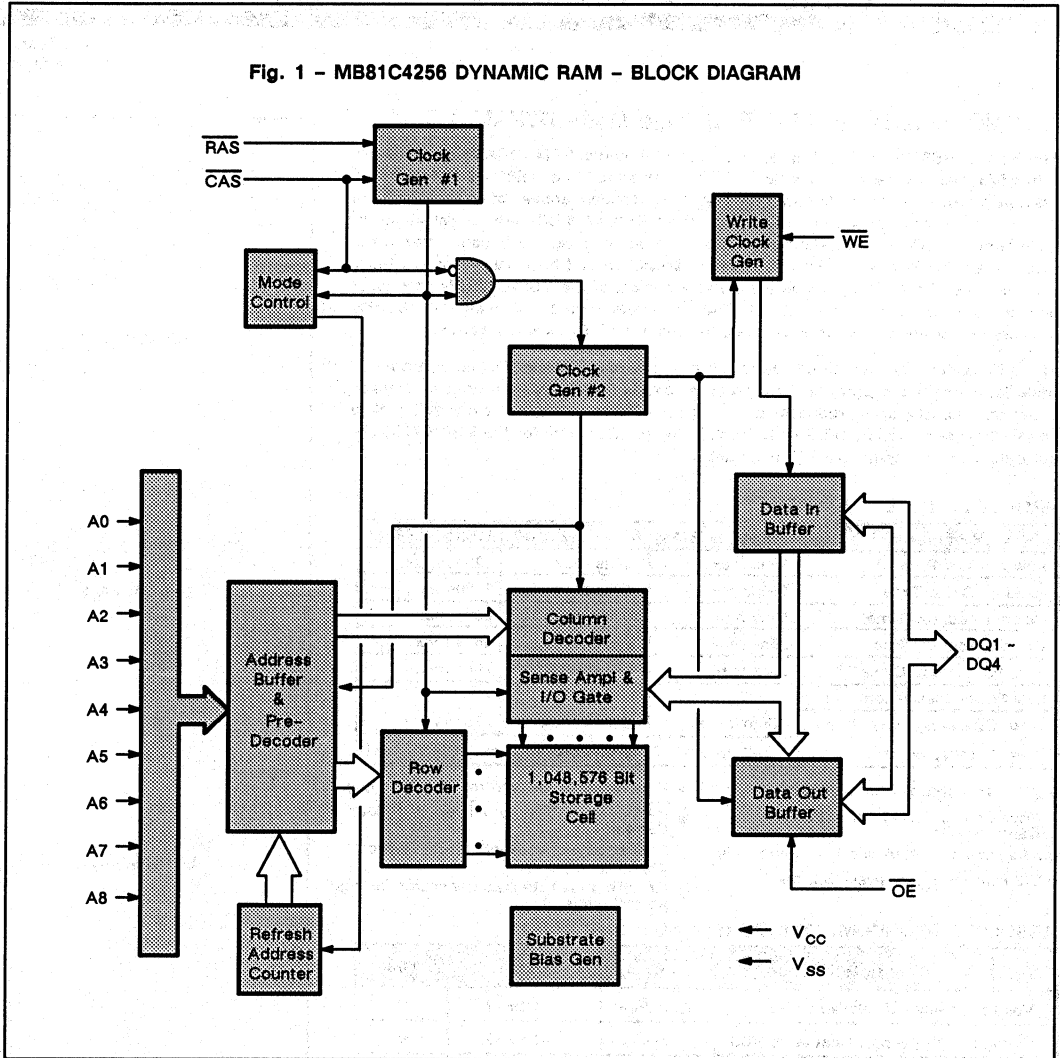 Fig. 1 – MB81C4256 DYNAMIC RAM – BLOCK DIAGRAM
RAS
CAS
Clock
Gen #1
Write
Clock
Gen
WE
Mode
Control
Clock
Gen #2
A0
A1
A2
A3
A4
A5
A6
A7
A8
Address
Buffer
&
Pre-
Decoder
Refresh
Address
Counter
Row
Decoder
Column
Decoder
Sense Ampl &
I/O Gate
1,048,576 Bit
Storage
Cell
Substrate
Bias Gen
Data In
Buffer
DQ1 ~
DQ4
Data Out
Buffer
OE
VCC
VSS